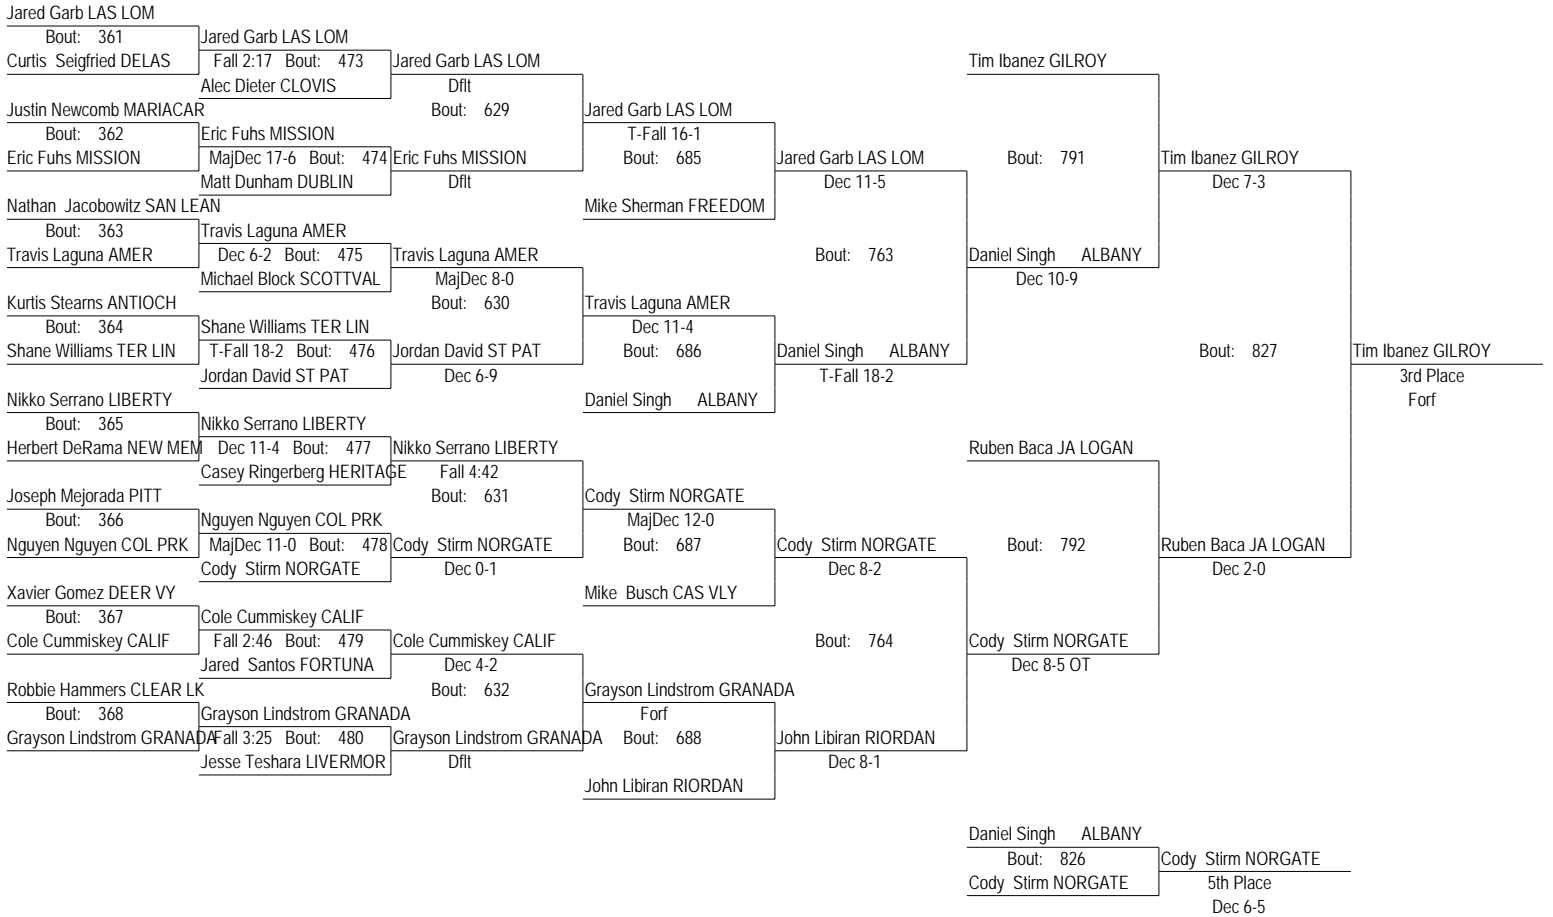 Jared Garb LAS LOM
Bout: 361
Curtis Seigfried DELAS
Justin Newcomb MARIACAR
Bout: 362
Eric Fuhs MISSION
Nathan Jacobowitz SAN LEAN
Bout: 363
Travis Laguna AMER
Kurtis Stearns ANTIOCH
Bout: 364
Shane Williams TER LIN
Nikko Serrano LIBERTY
Bout: 365
Herbert DeRama NEW MEM
Joseph Mejorada PITT
Bout: 366
Nguyen Nguyen COL PRK
Xavier Gomez DEER VY
Bout: 367
Cole Cummiskey CALIF
Robbie Hammers CLEAR LK
Bout: 368
Grayson Lindstrom GRANADA
Jared Garb LAS LOM
Fall 2:17 Bout: 473
Alec Dieter CLOVIS
Eric Fuhs MISSION
MajDec 17-6 Bout: 474
Matt Dunham DUBLIN
Travis Laguna AMER
Dec 6-2 Bout: 475
Michael Block SCOTTVAL
Shane Williams TER LIN
T-Fall 18-2 Bout: 476
Jordan David ST PAT
Nikko Serrano LIBERTY
Dec 11-4 Bout: 477
Casey Ringerberg HERITAGE
Nguyen Nguyen COL PRK
MajDec 11-0 Bout: 478
Cody Stirm NORGATE
Cole Cummiskey CALIF
Fall 2:46 Bout: 479
Jared Santos FORTUNA
Grayson Lindstrom GRANADA
Fall 3:25 Bout: 480
Jesse Teshara LIVERMOR
Jared Garb LAS LOM
Dflt
Bout: 629
Eric Fuhs MISSION
Dflt
Travis Laguna AMER
MajDec 8-0
Bout: 630
Jordan David ST PAT
Dec 6-9
Nikko Serrano LIBERTY
Fall 4:42
Bout: 631
Cody Stirm NORGATE
Dec 0-1
Cole Cummiskey CALIF
Dec 4-2
Bout: 632
Grayson Lindstrom GRANADA
Dflt
Jared Garb LAS LOM
T-Fall 16-1
Bout: 685
Mike Sherman FREEDOM
Travis Laguna AMER
Dec 11-4
Bout: 686
Daniel Singh ALBANY
Cody Stirm NORGATE
MajDec 12-0
Bout: 687
Mike Busch CAS VLY
Grayson Lindstrom GRANADA
Forf
Bout: 688
John Libiran RIORDAN
Jared Garb LAS LOM
Dec 11-5
Bout: 763
Daniel Singh ALBANY
T-Fall 18-2
Cody Stirm NORGATE
Dec 8-2
Bout: 764
John Libiran RIORDAN
Dec 8-1
Tim Ibanez GILROY
Bout: 791
Daniel Singh ALBANY
Dec 10-9
Ruben Baca JA LOGAN
Bout: 792
Cody Stirm NORGATE
Dec 8-5 OT
Tim Ibanez GILROY
Dec 7-3
Bout: 827
Ruben Baca JA LOGAN
Dec 2-0
Tim Ibanez GILROY
3rd Place
Forf
Daniel Singh ALBANY
Bout: 826
Cody Stirm NORGATE
Cody Stirm NORGATE
5th Place
Dec 6-5